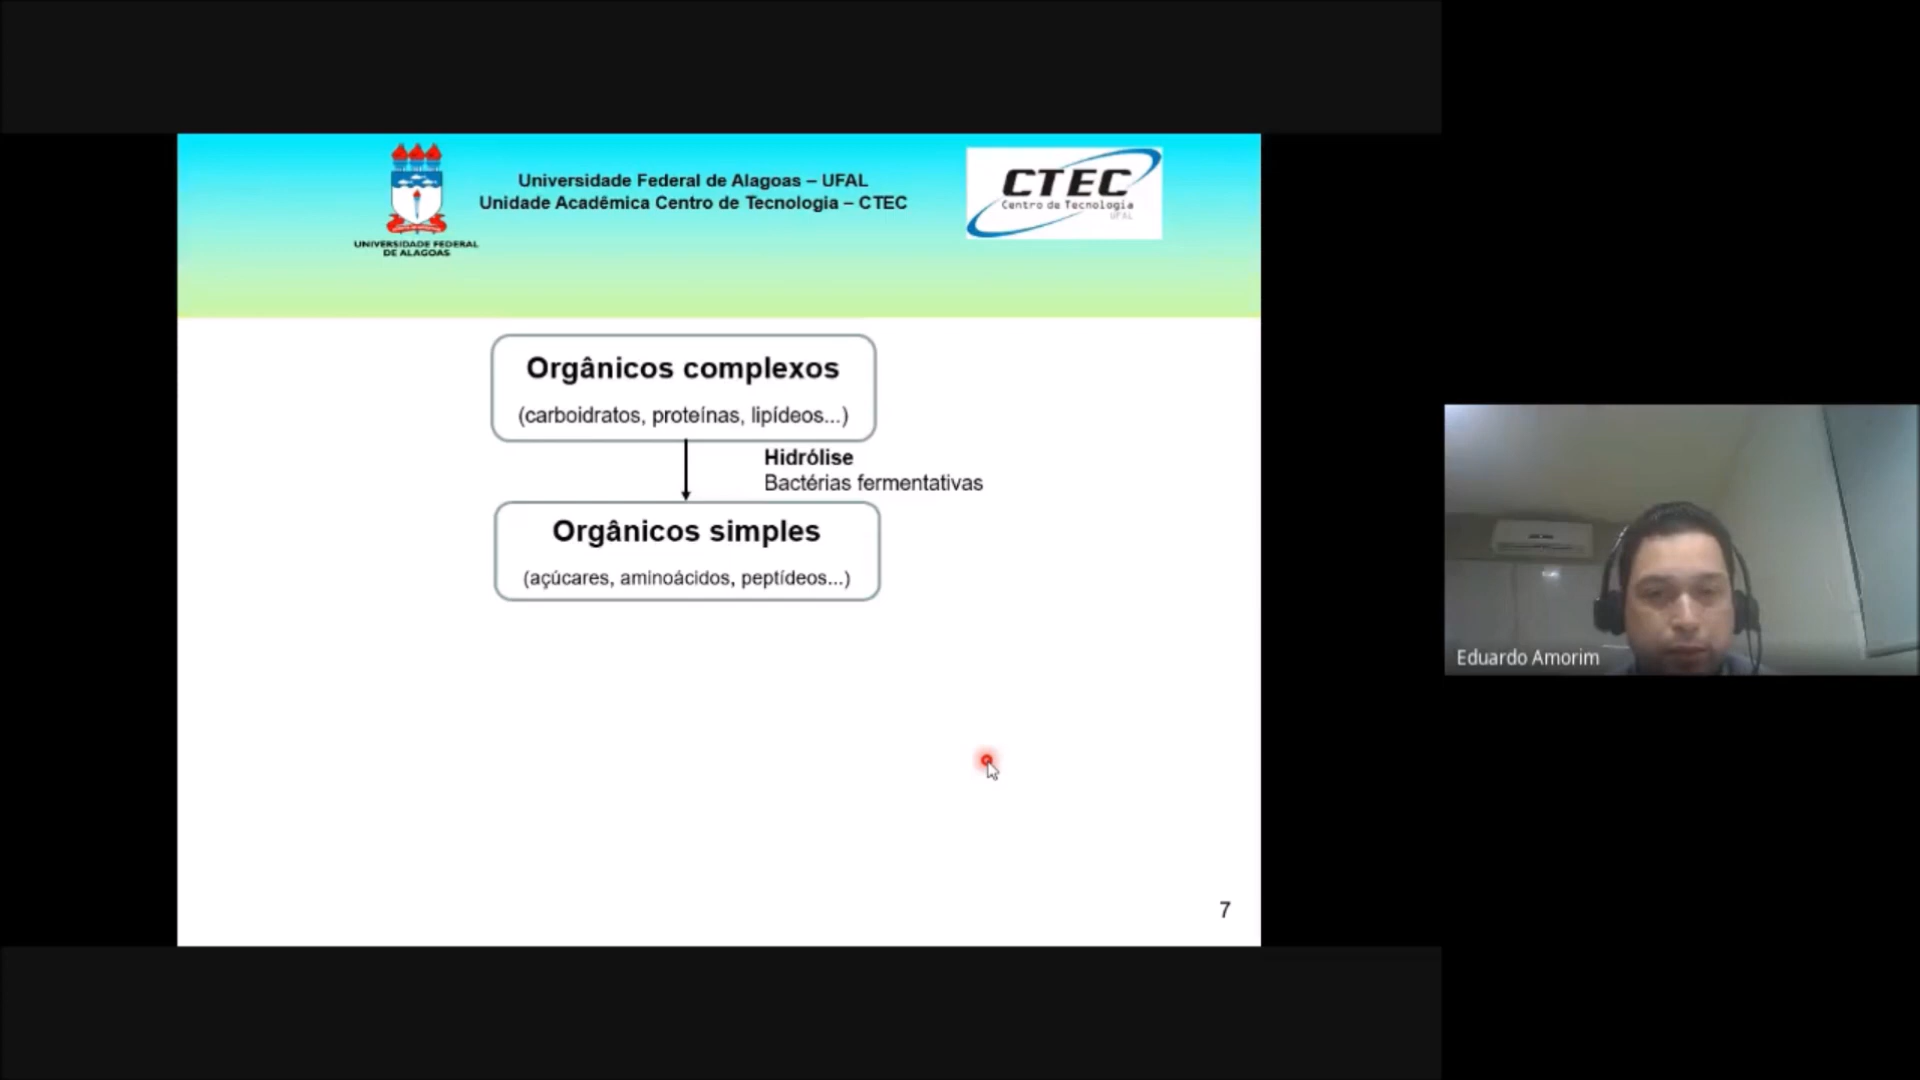 Universidade Federal de Alagoas – UFAL
Unidade Acadêmica Centro de Tecnologia – CTEC
UNIVERSIDADE FEDERAL
DE ALAGOAS
CTEC
Centro de Tecnologia
UFAL
Orgânicos complexos
(carboidratos, proteínas, lipídeos...)
Hidrólise
Bactérias fermentativas
Orgânicos simples
(açúcares, aminoácidos, peptídeos...)
7
Eduardo Amorim